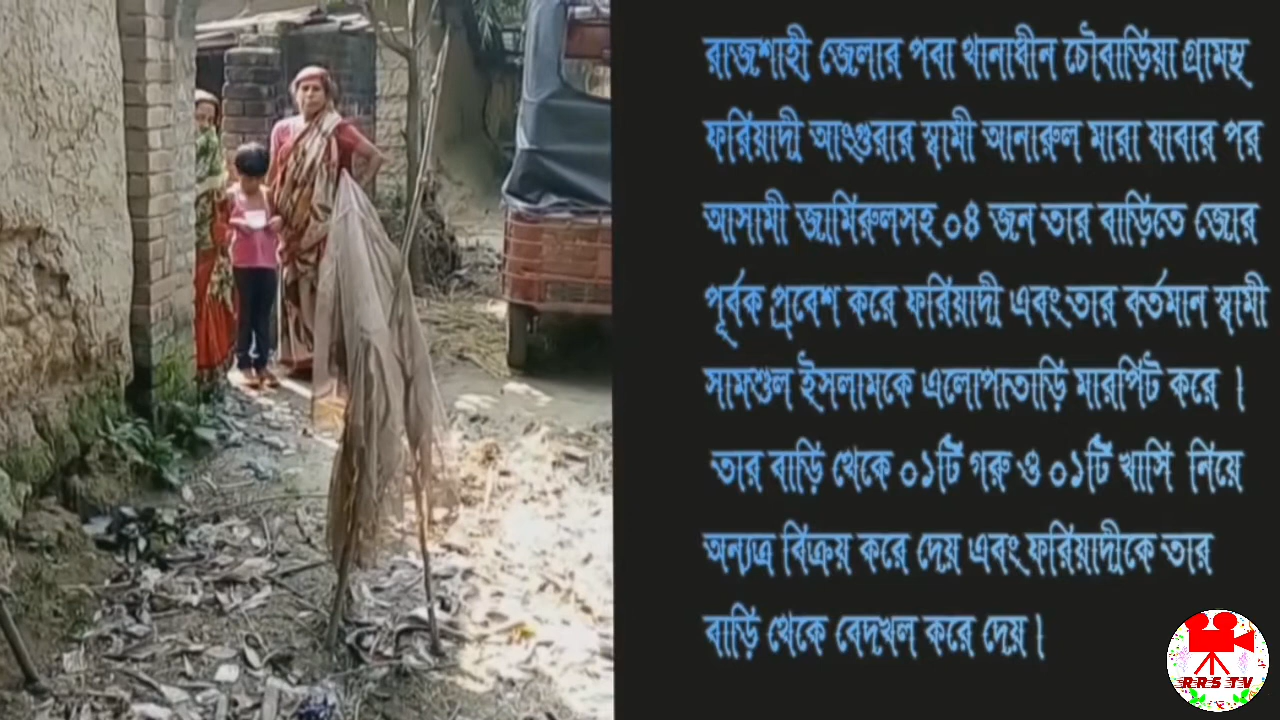 রাজশাহী জেলার পবা থানাধীন চৌবাড়িয়া গ্রামস্থ
ফরিয়াদী আংগুরার স্বামী আনারুল মারা যাবার পর
আসামী জামিরুলসহ ০৪ জন তার বাড়িতে জোর
পূর্বক প্রবেশ করে ফরিয়াদী এবং তার বর্তমান স্বামী
সামশুল ইসলামকে এলোপাতাড়ি মারপিট করে ।
তার বাড়ি থেকে ০১টি গরু ও ০১টি খাসি নিয়ে
অন্যত্র বিক্রয় করে দেয় এবং ফরিয়াদীকে তার
বাড়ি থেকে বেদখল করে দেয় ।
RRS TV